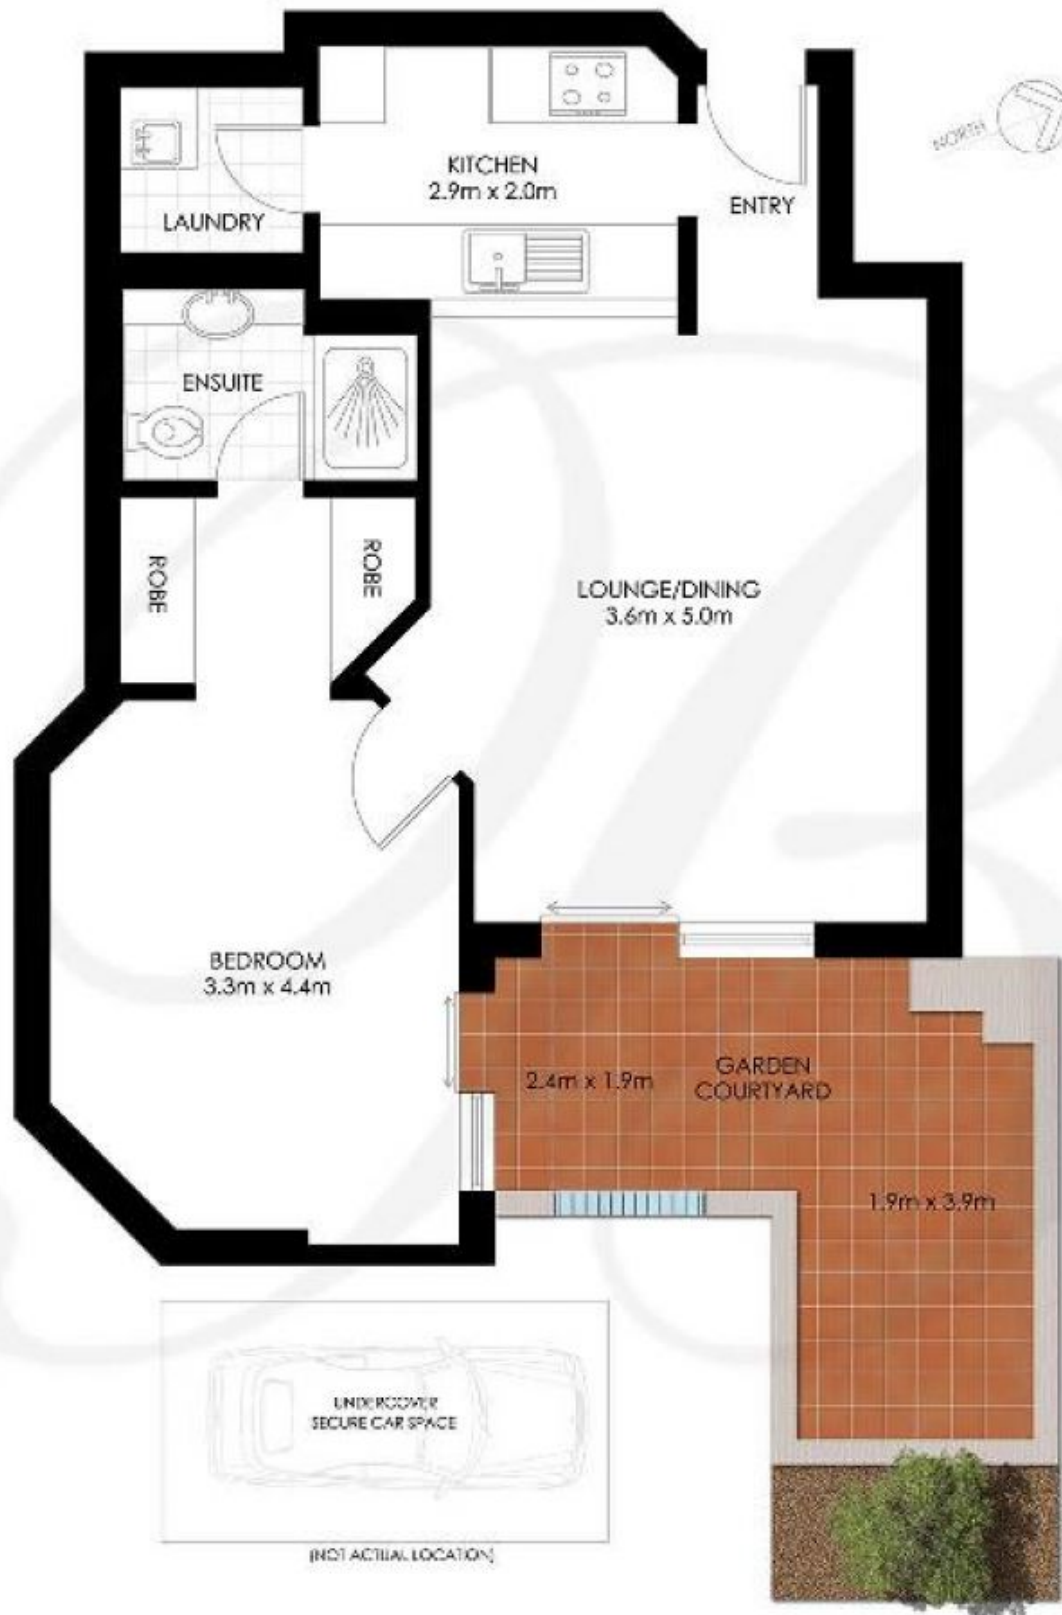 NORTH
KITCHEN
2.9m x 2.0m
ENTRY
LAUNDRY
ENSUITE
ROBE
ROBE
LOUNGE/DINING
3.6m x 5.0m
BEDROOM
3.3m x 4.4m
2.4m x 1.9m
GARDEN
COURTYARD
1.9m x 3.9m
UNDERCOVER
SECURE CAR SPACE
(NOT ACTUAL LOCATION)